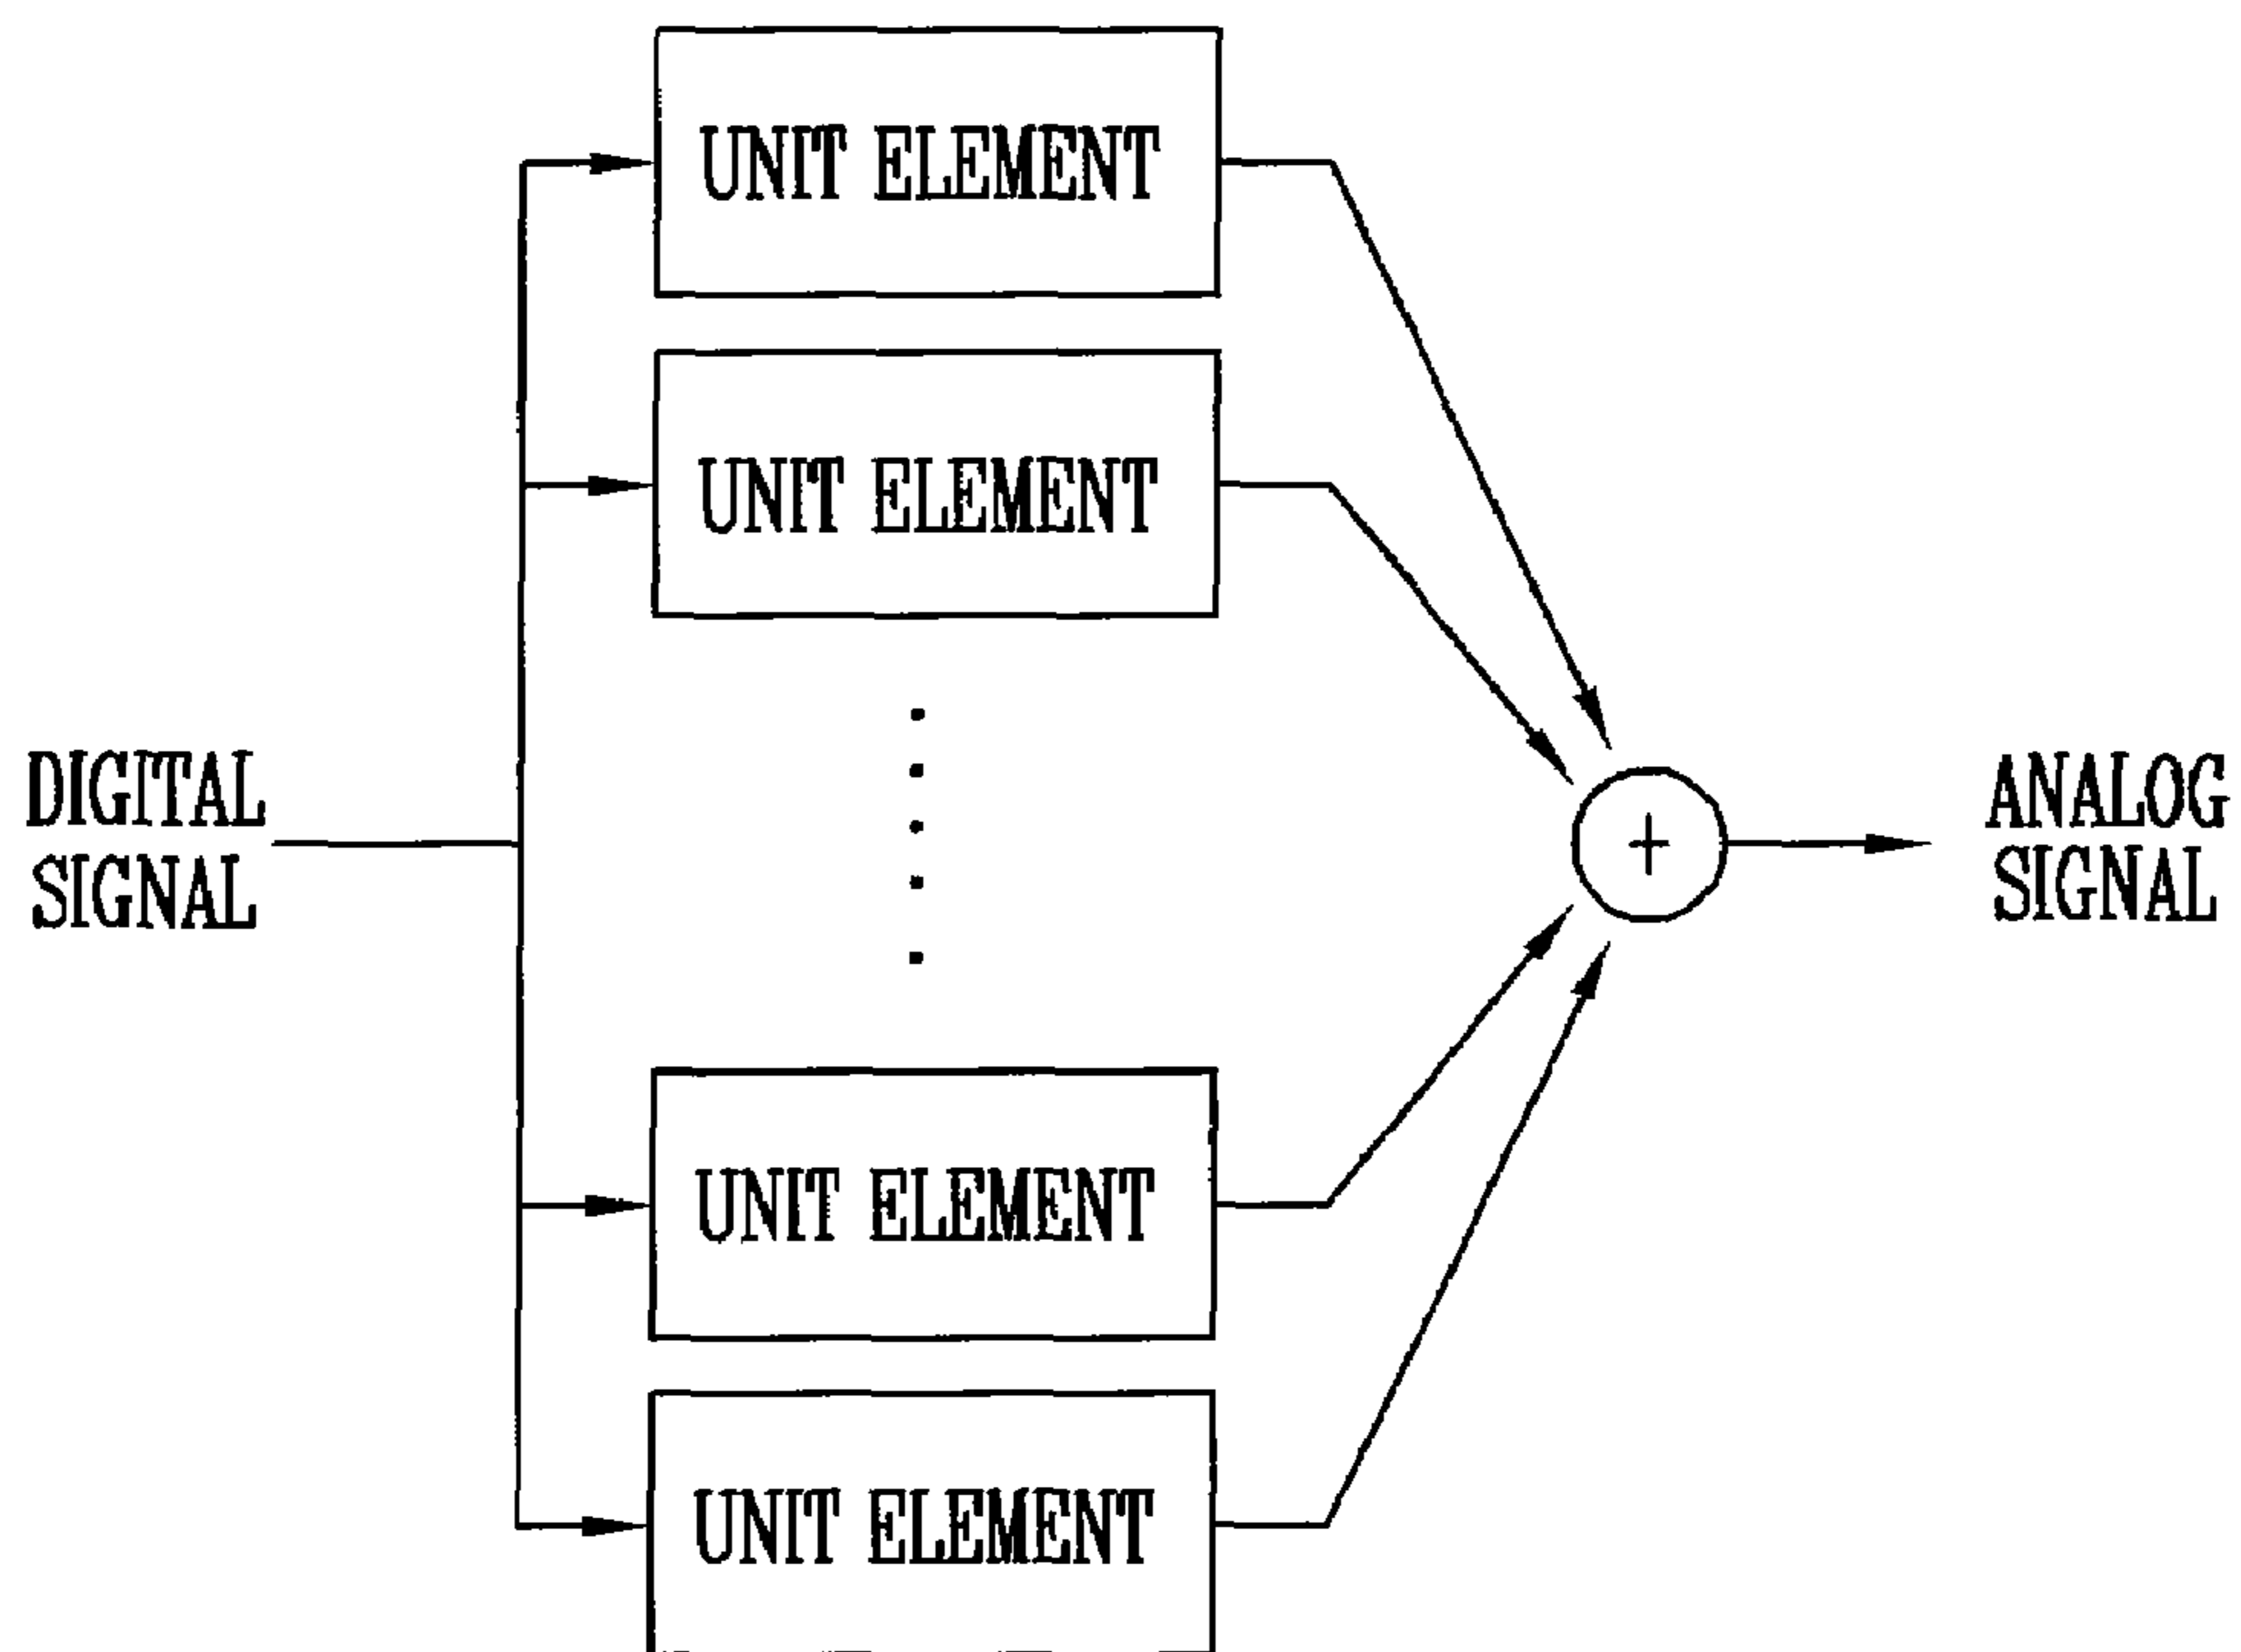 UNIT ELEMENT
UNIT ELEMENT
DIGITAL
SIGNAL
+
ANALOG
SIGNAL
UNIT ELEMENT
UNIT ELEMENT